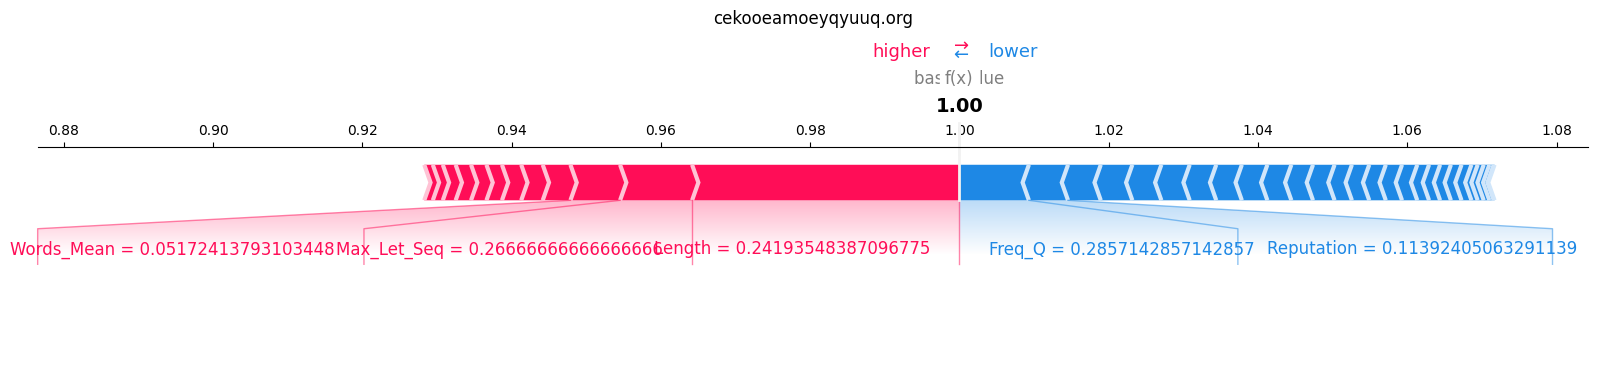 cekooeamoeyqyuuq.org
higher ⇄ lower
bas f(x) lue
1.00
0.88 0.90 0.92 0.94 0.96 0.98 1.00 1.02 1.04 1.06 1.08
Words_Mean = 0.05172413793103448 Max_Let_Seq = 0.26666666666666666 Length = 0.24193548387096775 Freq_Q = 0.2857142857142857 Reputation = 0.11392405063291139